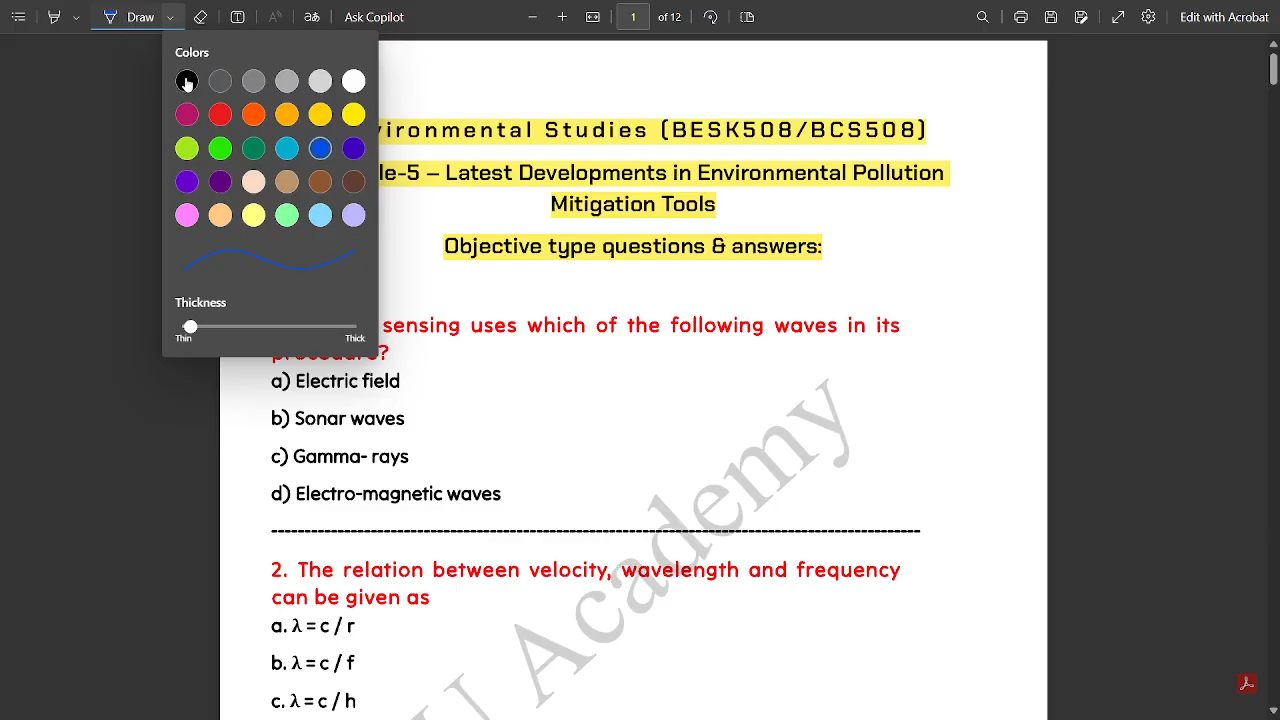 Draw
Ask Copilot
1 of 12
Edit with Acrobat
Colors
Thickness
Thin
Thick
vironmental Studies (BESK508/BCS508)
le-5 – Latest Developments in Environmental Pollution
Mitigation Tools
Objective type questions & answers:
sensing uses which of the following waves in its
a) Electric field
b) Sonar waves
c) Gamma- rays
d) Electro-magnetic waves
--------------------------------------------------------------------------------
2. The relation between velocity, wavelength and frequency
can be given as
a. λ = c / r
b. λ = c / f
c. λ = c / h
U Academy